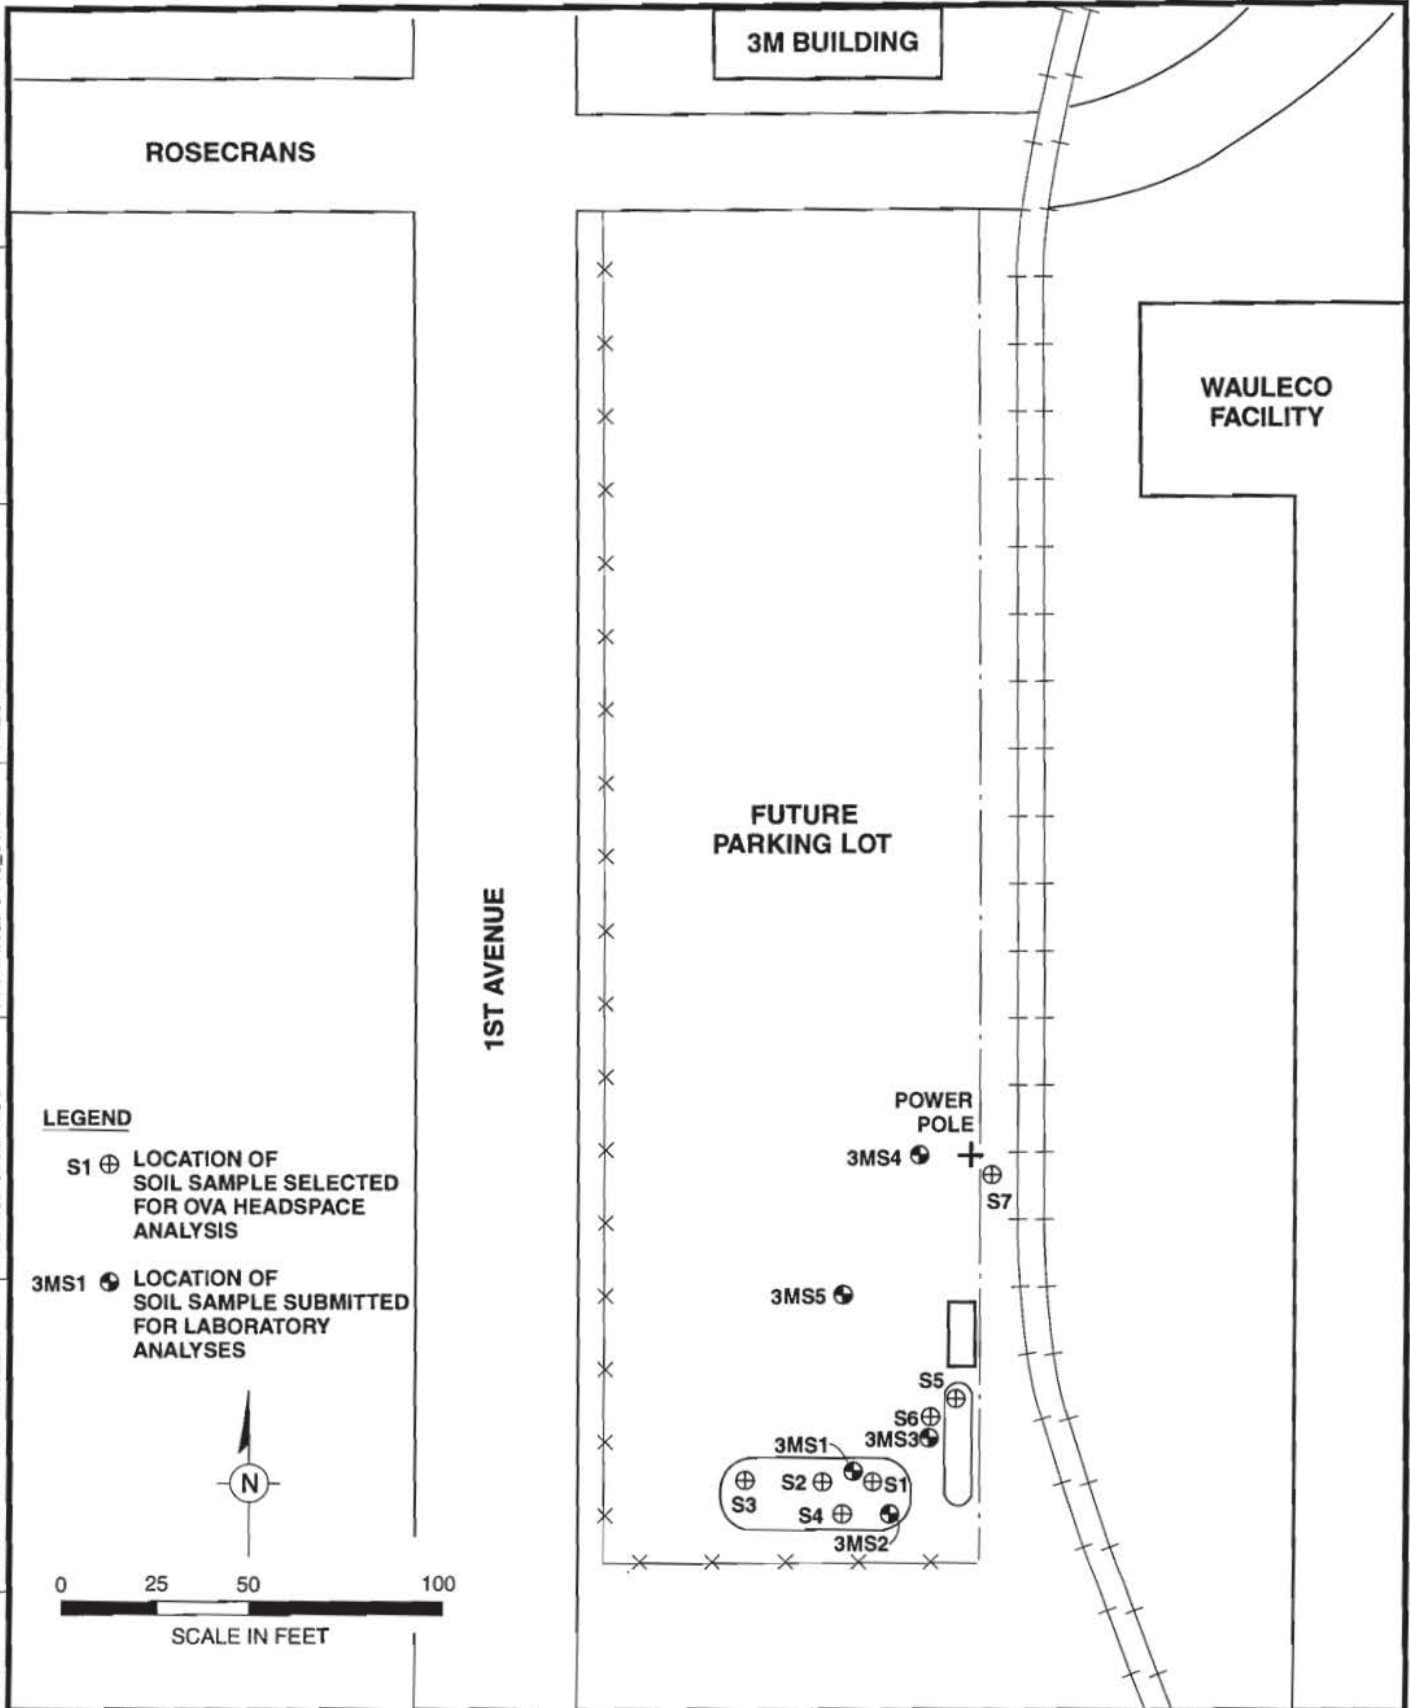 3M BUILDING
ROSECRANS
WAULECO
FACILITY
FUTURE
PARKING LOT
1ST AVENUE
POWER
POLE
3MS4
S7
3MS5
S5
S6
3MS3
3MS1
S2
S1
S3
S4
3MS2
LEGEND
S1 LOCATION OF
SOIL SAMPLE SELECTED
FOR OVA HEADSPACE
ANALYSIS
3MS1 LOCATION OF
SOIL SAMPLE SUBMITTED
FOR LABORATORY
ANALYSES
N
0 25 50 100
SCALE IN FEET